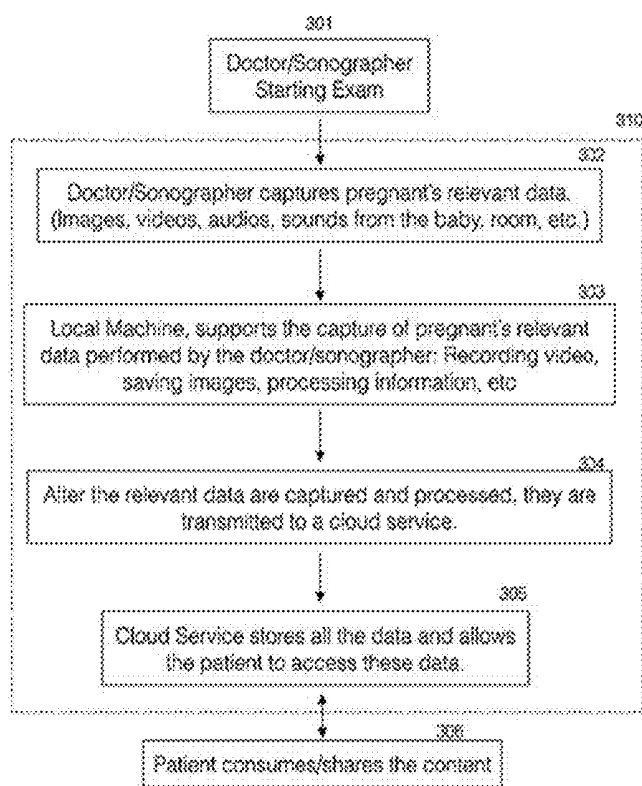 301
Doctor/Sonographer
Starting Exam
310
302
Doctor/Sonographer captures pregnant's relevant data.
(Images, videos, audios, sounds from the baby, room, etc.)
303
Local Machine, supports the capture of pregnant's relevant
data performed by the doctor/sonographer: Recording video,
saving images, processing information, etc
304
After the relevant data are captured and processed, they are
transmitted to a cloud service.
305
Cloud Service stores all the data and allows
the patient to access these data.
306
Patient consumes/shares the content